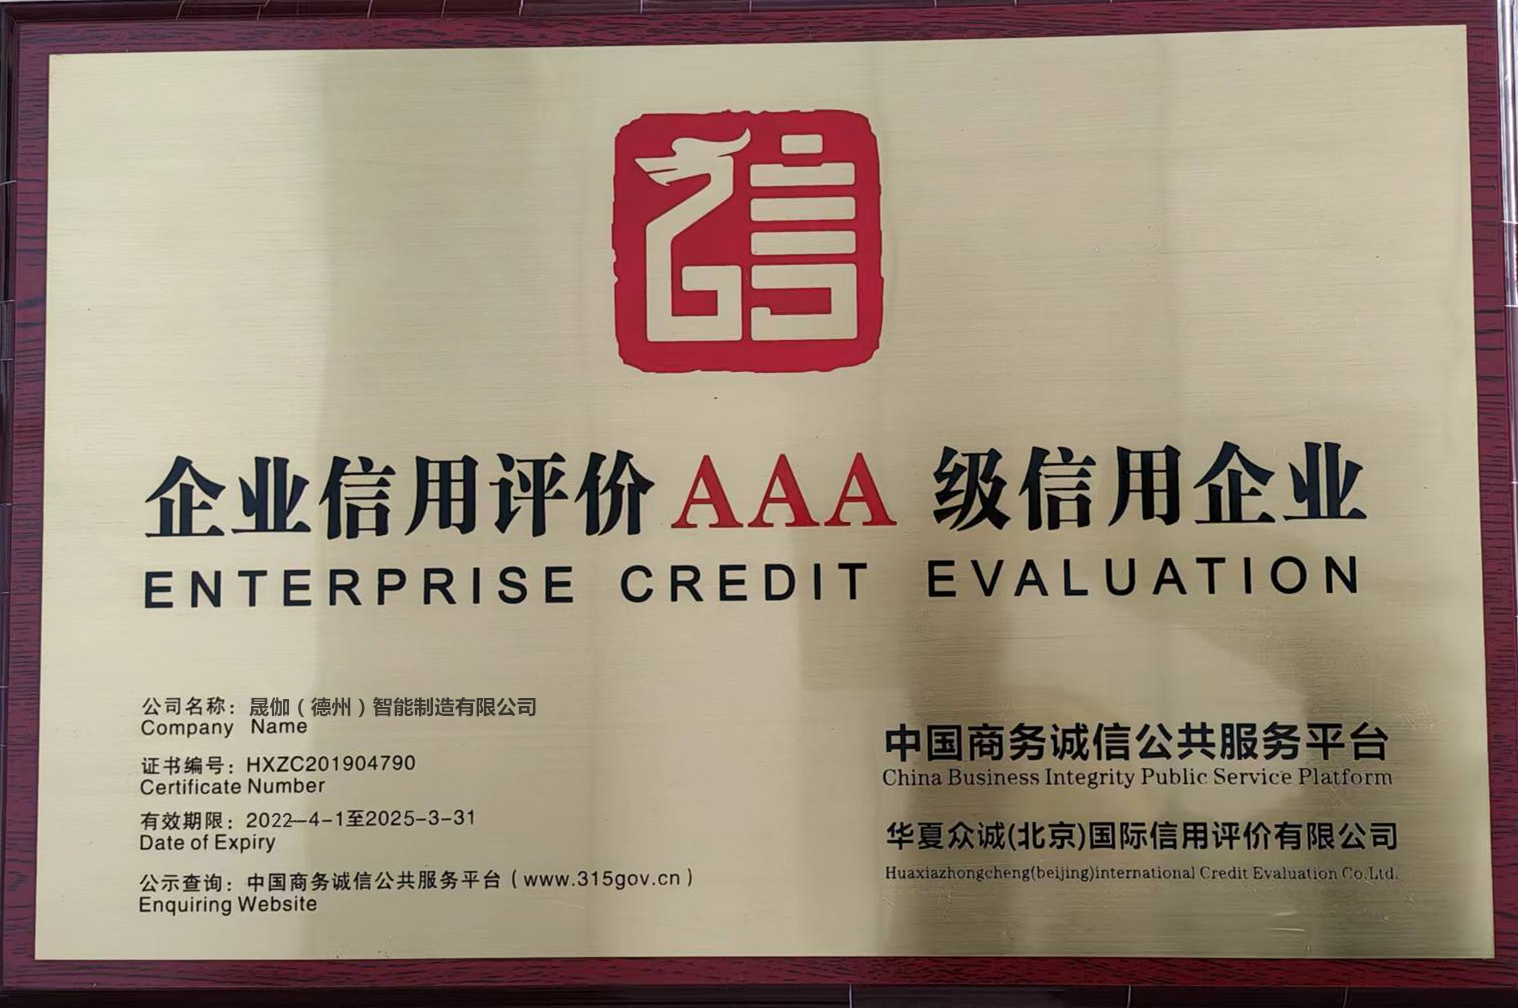 信
企业信用评价AAA级信用企业
ENTERPRISE CREDIT EVALUATION
公司名称：晟伽（德州）智能制造有限公司
Company Name
证书编号：HXZC201904790
Certificate Number
有效期限：2022-4-1至2025-3-31
Date of Expiry
公示查询：中国商务诚信公共服务平台（www.315gov.cn）
Enquiring Website
中国商务诚信公共服务平台
China Business Integrity Public Service Platform
华夏众诚(北京)国际信用评价有限公司
Huaxiazhongcheng(beijing)international Credit Evaluation Co.Ltd.